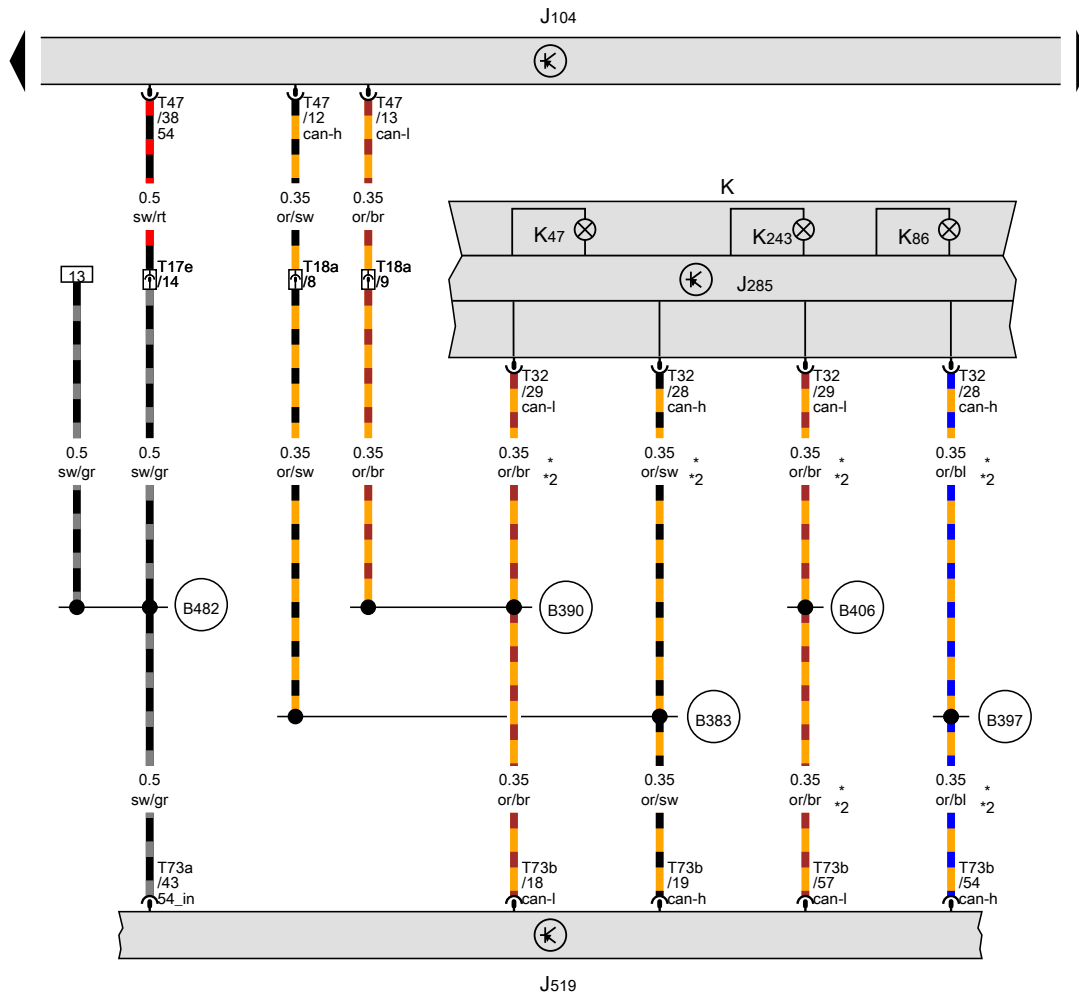 J104
T47
/38
54
T47
/12
can-h
T47
/13
can-l
0.5
sw/rt
0.35
or/sw
0.35
or/br
K
K47
K243
K86
J285
13
T17e
/14
T18a
/8
T18a
/9
T32
/29
can-l
T32
/28
can-h
T32
/29
can-l
T32
/28
can-h
0.5
sw/gr
0.5
sw/gr
0.35
or/sw
0.35
or/br
0.35
or/br
*
*2
0.35
or/sw
*
*2
0.35
or/br
*
*2
0.35
or/bl
*
*2
B482
B390
B406
B383
B397
0.5
sw/gr
0.35
or/br
0.35
or/sw
0.35
or/br
*
*2
0.35
or/bl
*
*2
T73a
/43
54_in
T73b
/18
can-l
T73b
/19
can-h
T73b
/57
can-l
T73b
/54
can-h
J519